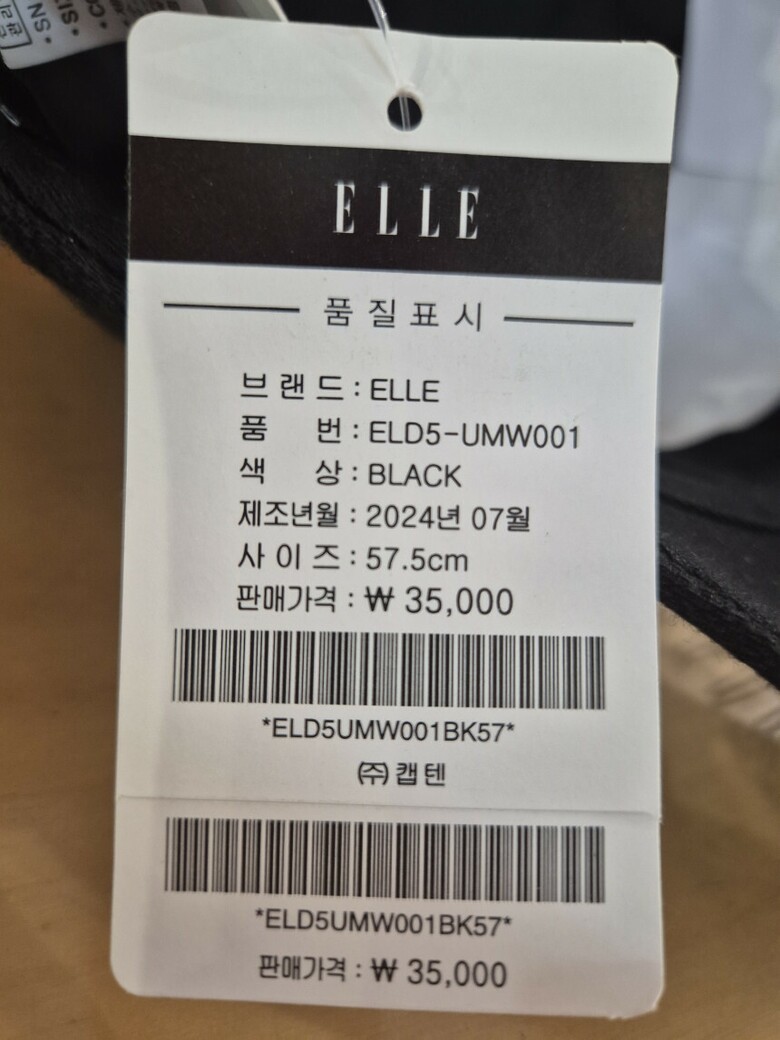 ELLE
품질표시
브랜드 : ELLE
품 번 : ELD5-UMW001
색 상 : BLACK
제조년월 : 2024년 07월
사이즈 : 57.5cm
판매가격 : ₩ 35,000
*ELD5UMW001BK57*
㈜캡텐
*ELD5UMW001BK57*
판매가격 : ₩ 35,000